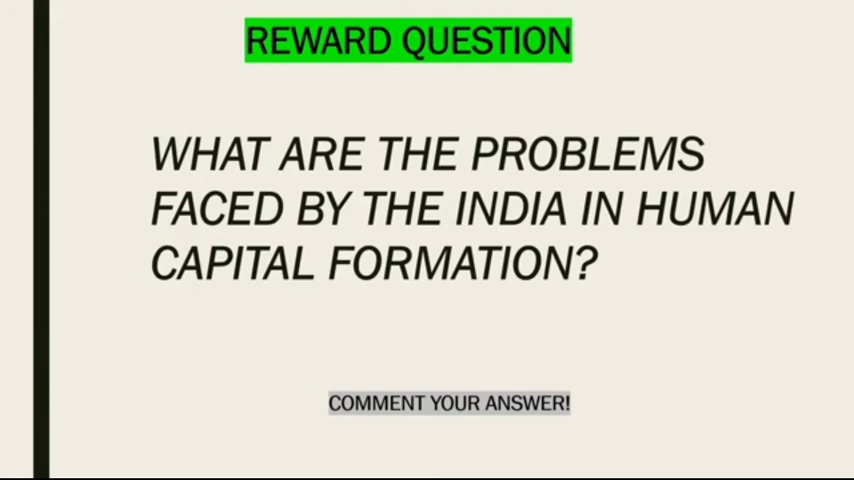 REWARD QUESTION
WHAT ARE THE PROBLEMS
FACED BY THE INDIA IN HUMAN
CAPITAL FORMATION?
COMMENT YOUR ANSWER!